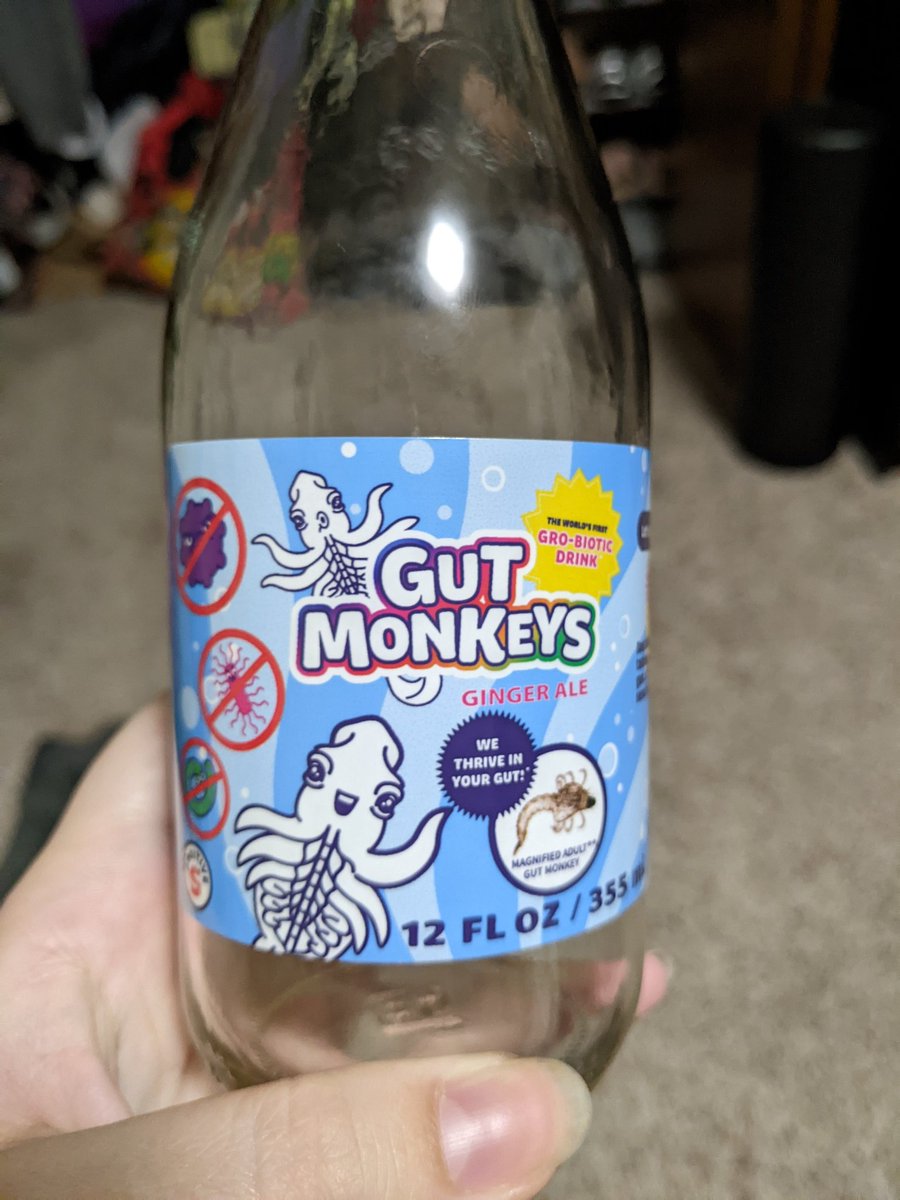 THE WORLD'S FIRST
GRO-BIOTIC
DRINK
GUT
MONKEYS
GINGER ALE
WE
THRIVE IN
YOUR GUT!*
MAGNIFIED ADULT**
GUT MONKEY
12 FL OZ / 355